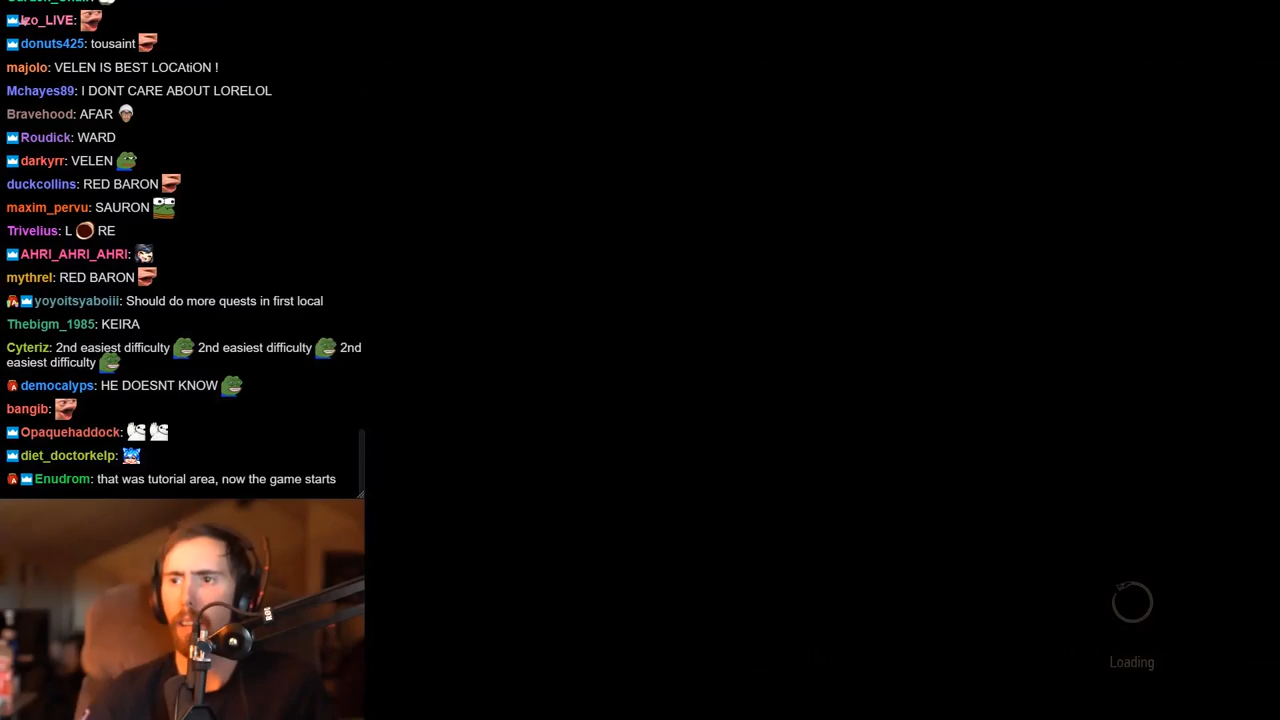 Izo_LIVE:
donuts425: tousaint
majolo: VELEN IS BEST LOCAtiON !
Mchayes89: I DONT CARE ABOUT LORELOL
Bravehood: AFAR
Roudick: WARD
darkyrr: VELEN
duckcollins: RED BARON
maxim_pervu: SAURON
Trivelius: L RE
AHRI_AHRI_AHRI:
mythrel: RED BARON
yoyoitsyaboiii: Should do more quests in first local
Thebigm_1985: KEIRA
Cyteriz: 2nd easiest difficulty 2nd easiest difficulty 2nd
easiest difficulty
democalyps: HE DOESNT KNOW
bangib:
Opaquehaddock:
diet_doctorkelp:
Enudrom: that was tutorial area, now the game starts
Loading